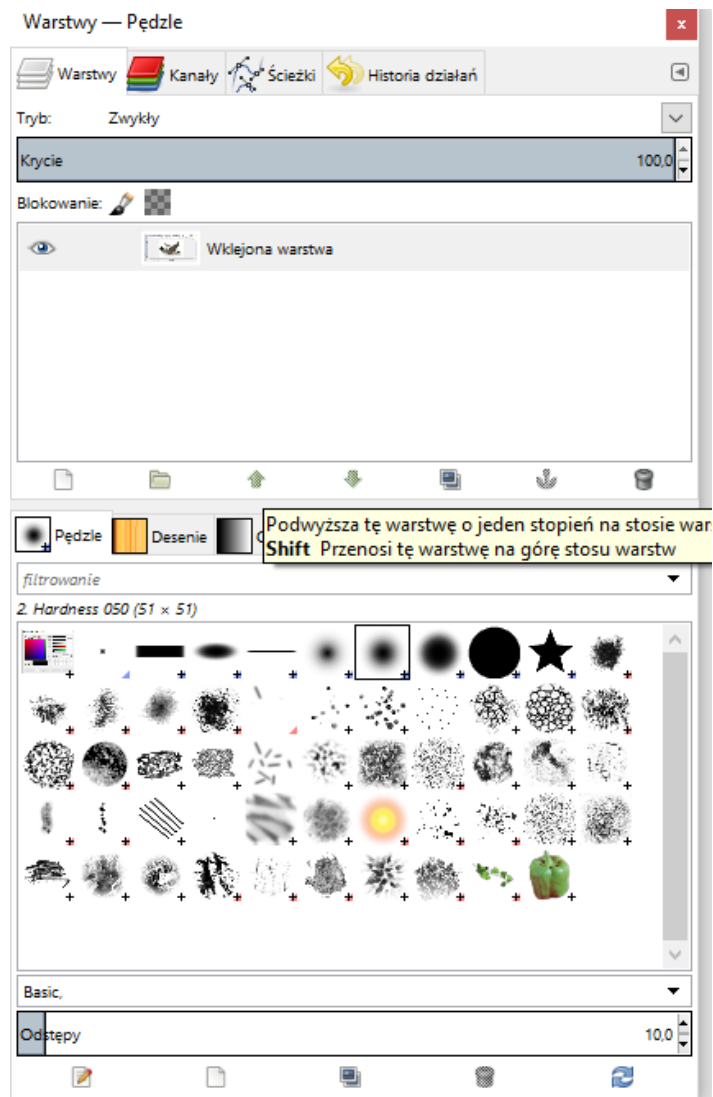 Warstwy — Pędzle
Warstwy Kanały Ścieżki Historia działań
Tryb: Zwykły
Krycie 100,0
Blokowanie:
Wklejona warstwa
Pędzle Desenie
Podwyższa tę warstwę o jeden stopień na stosie wars
Shift Przenosi tę warstwę na górę stosu warstw
filtrowanie
2. Hardness 050 (51 × 51)
Basic,
Odstępy 10,0